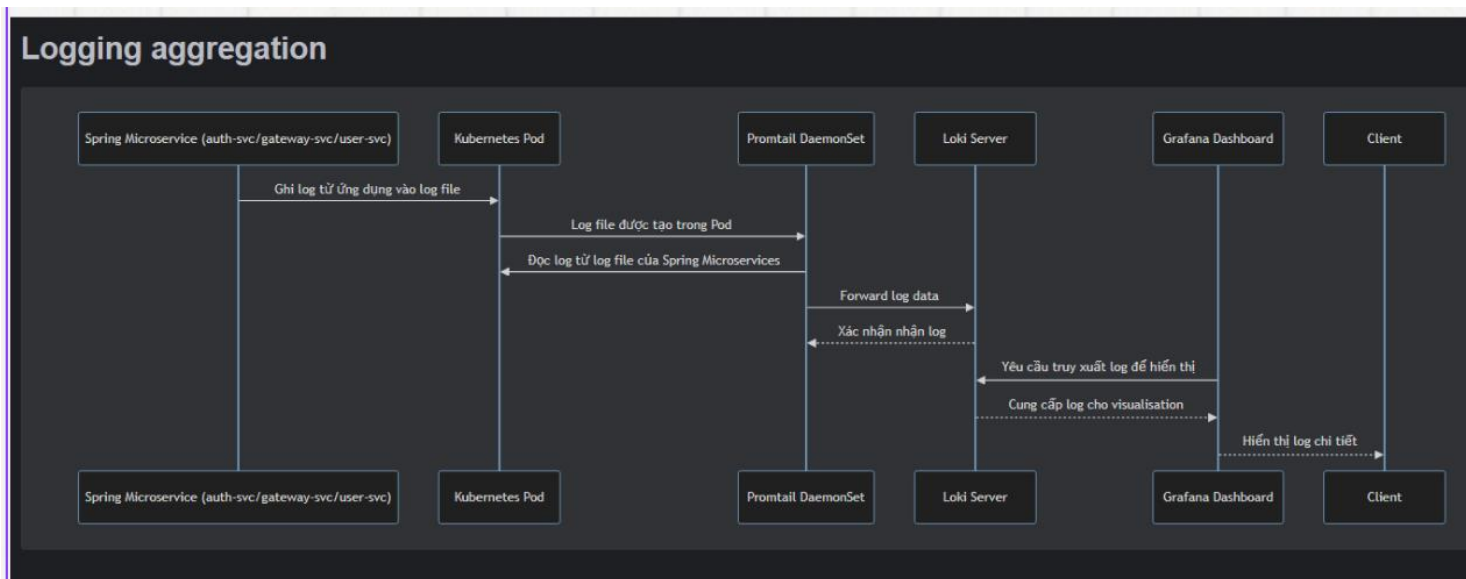 Logging aggregation
Spring Microservice (auth-svc/gateway-svc/user-svc)
Kubernetes Pod
Promtail DaemonSet
Loki Server
Grafana Dashboard
Client
Ghi log từ ứng dụng vào log file
Log file được tạo trong Pod
Đọc log từ log file của Spring Microservices
Forward log data
Xác nhận nhận log
Yêu cầu truy xuất log để hiển thị
Cung cấp log cho visualisation
Hiển thị log chi tiết
Spring Microservice (auth-svc/gateway-svc/user-svc)
Kubernetes Pod
Promtail DaemonSet
Loki Server
Grafana Dashboard
Client